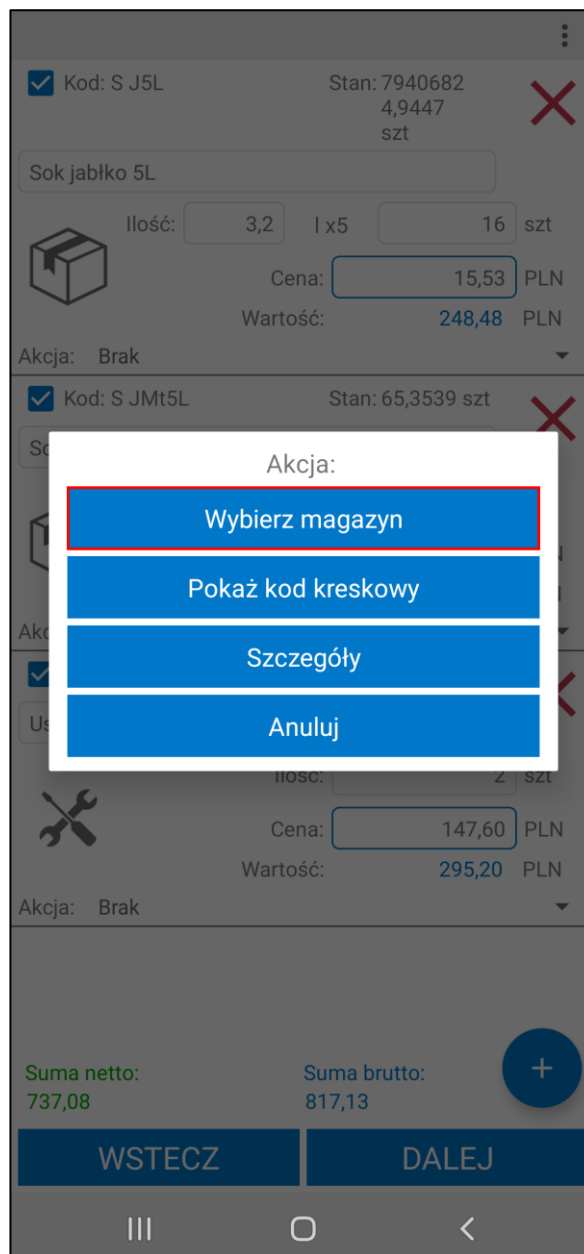 Kod: S J5L Stan: 7940682
4,9447
szt
Sok jabłko 5L
Ilość: 3,2 l x5 16 szt
Cena: 15,53 PLN
Wartość: 248,48 PLN
Akcja: Brak
Kod: S JMt5L Stan: 65,3539 szt
Akcja:
Wybierz magazyn
Pokaż kod kreskowy
Szczegóły
Anuluj
Ilość: 2 szt
Cena: 147,60 PLN
Wartość: 295,20 PLN
Akcja: Brak
Suma netto: Suma brutto:
737,08 817,13
+
WSTECZ DALEJ